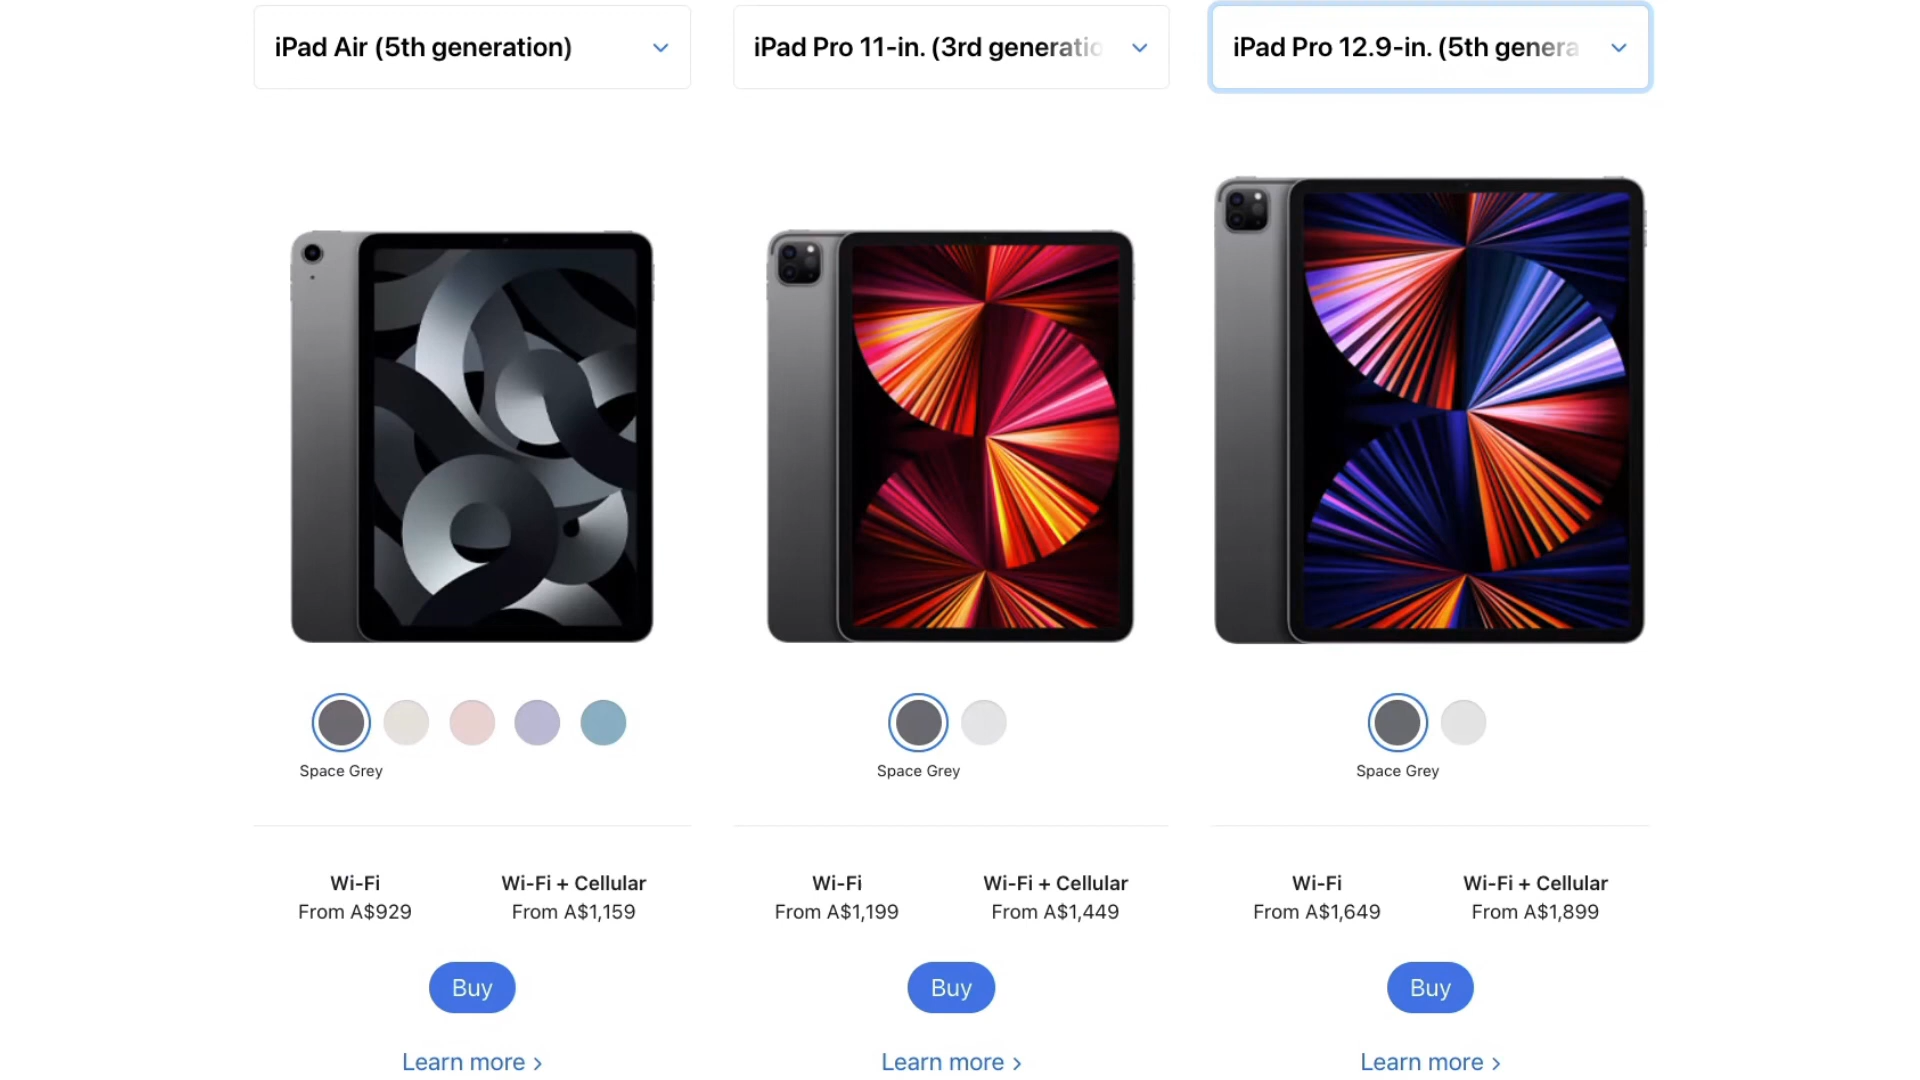 iPad Air (5th generation)
iPad Pro 11-in. (3rd generatio
iPad Pro 12.9-in. (5th genera
Space Grey
Space Grey
Space Grey
Wi-Fi
From A$929
Wi-Fi + Cellular
From A$1,159
Wi-Fi
From A$1,199
Wi-Fi + Cellular
From A$1,449
Wi-Fi
From A$1,649
Wi-Fi + Cellular
From A$1,899
Buy
Buy
Buy
Learn more >
Learn more >
Learn more >